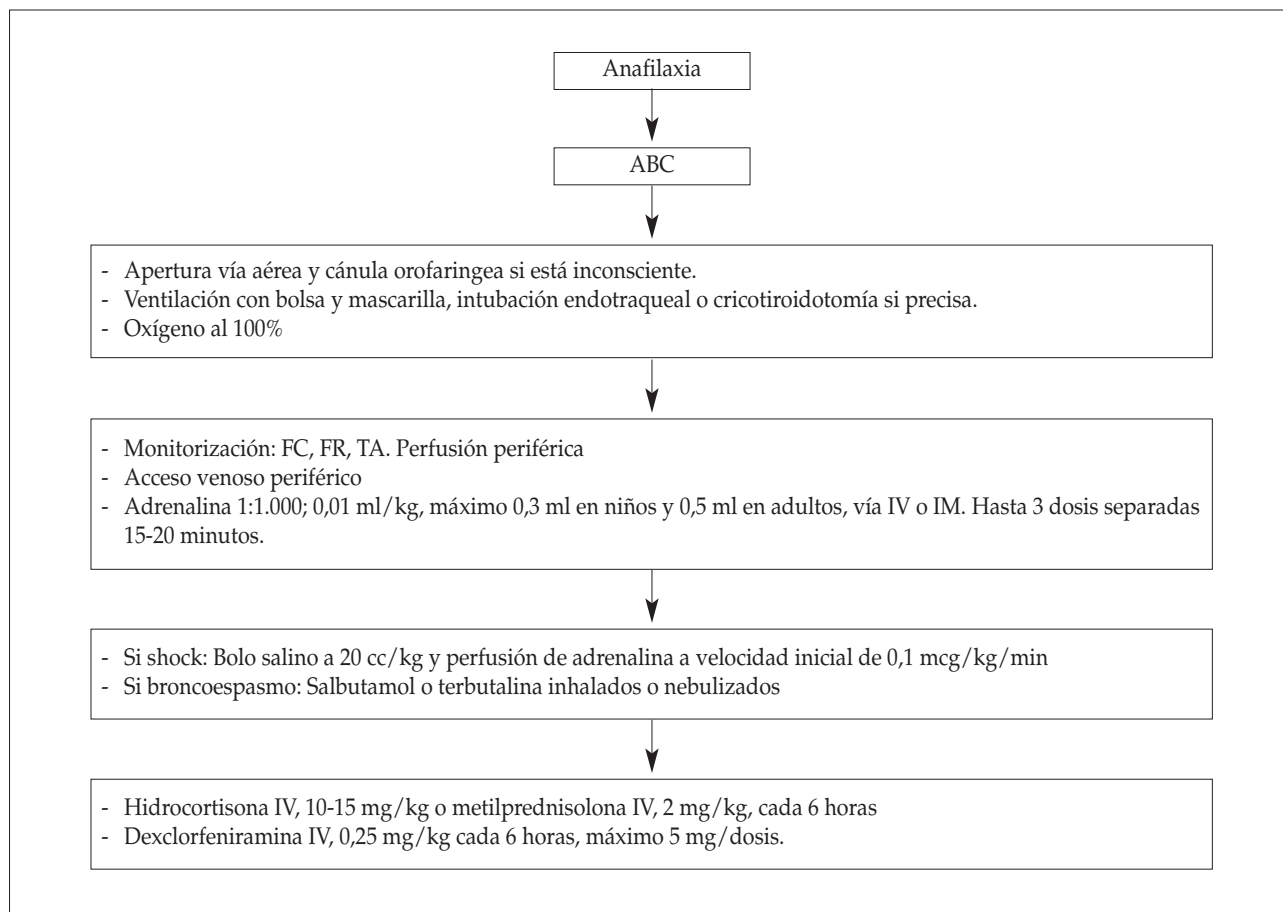 Anafilaxia
ABC
- Apertura vía aérea y cánula orofaringea si está inconsciente.
- Ventilación con bolsa y mascarilla, intubación endotraqueal o cricotiroidotomía si precisa.
- Oxígeno al 100%
- Monitorización: FC, FR, TA. Perfusión periférica
- Acceso venoso periférico
- Adrenalina 1:1.000; 0,01 ml/kg, máximo 0,3 ml en niños y 0,5 ml en adultos, vía IV o IM. Hasta 3 dosis separadas
15-20 minutos.
- Si shock: Bolo salino a 20 cc/kg y perfusión de adrenalina a velocidad inicial de 0,1 mcg/kg/min
- Si broncoespasmo: Salbutamol o terbutalina inhalados o nebulizados
- Hidrocortisona IV, 10-15 mg/kg o metilprednisolona IV, 2 mg/kg, cada 6 horas
- Dexclorfeniramina IV, 0,25 mg/kg cada 6 horas, máximo 5 mg/dosis.